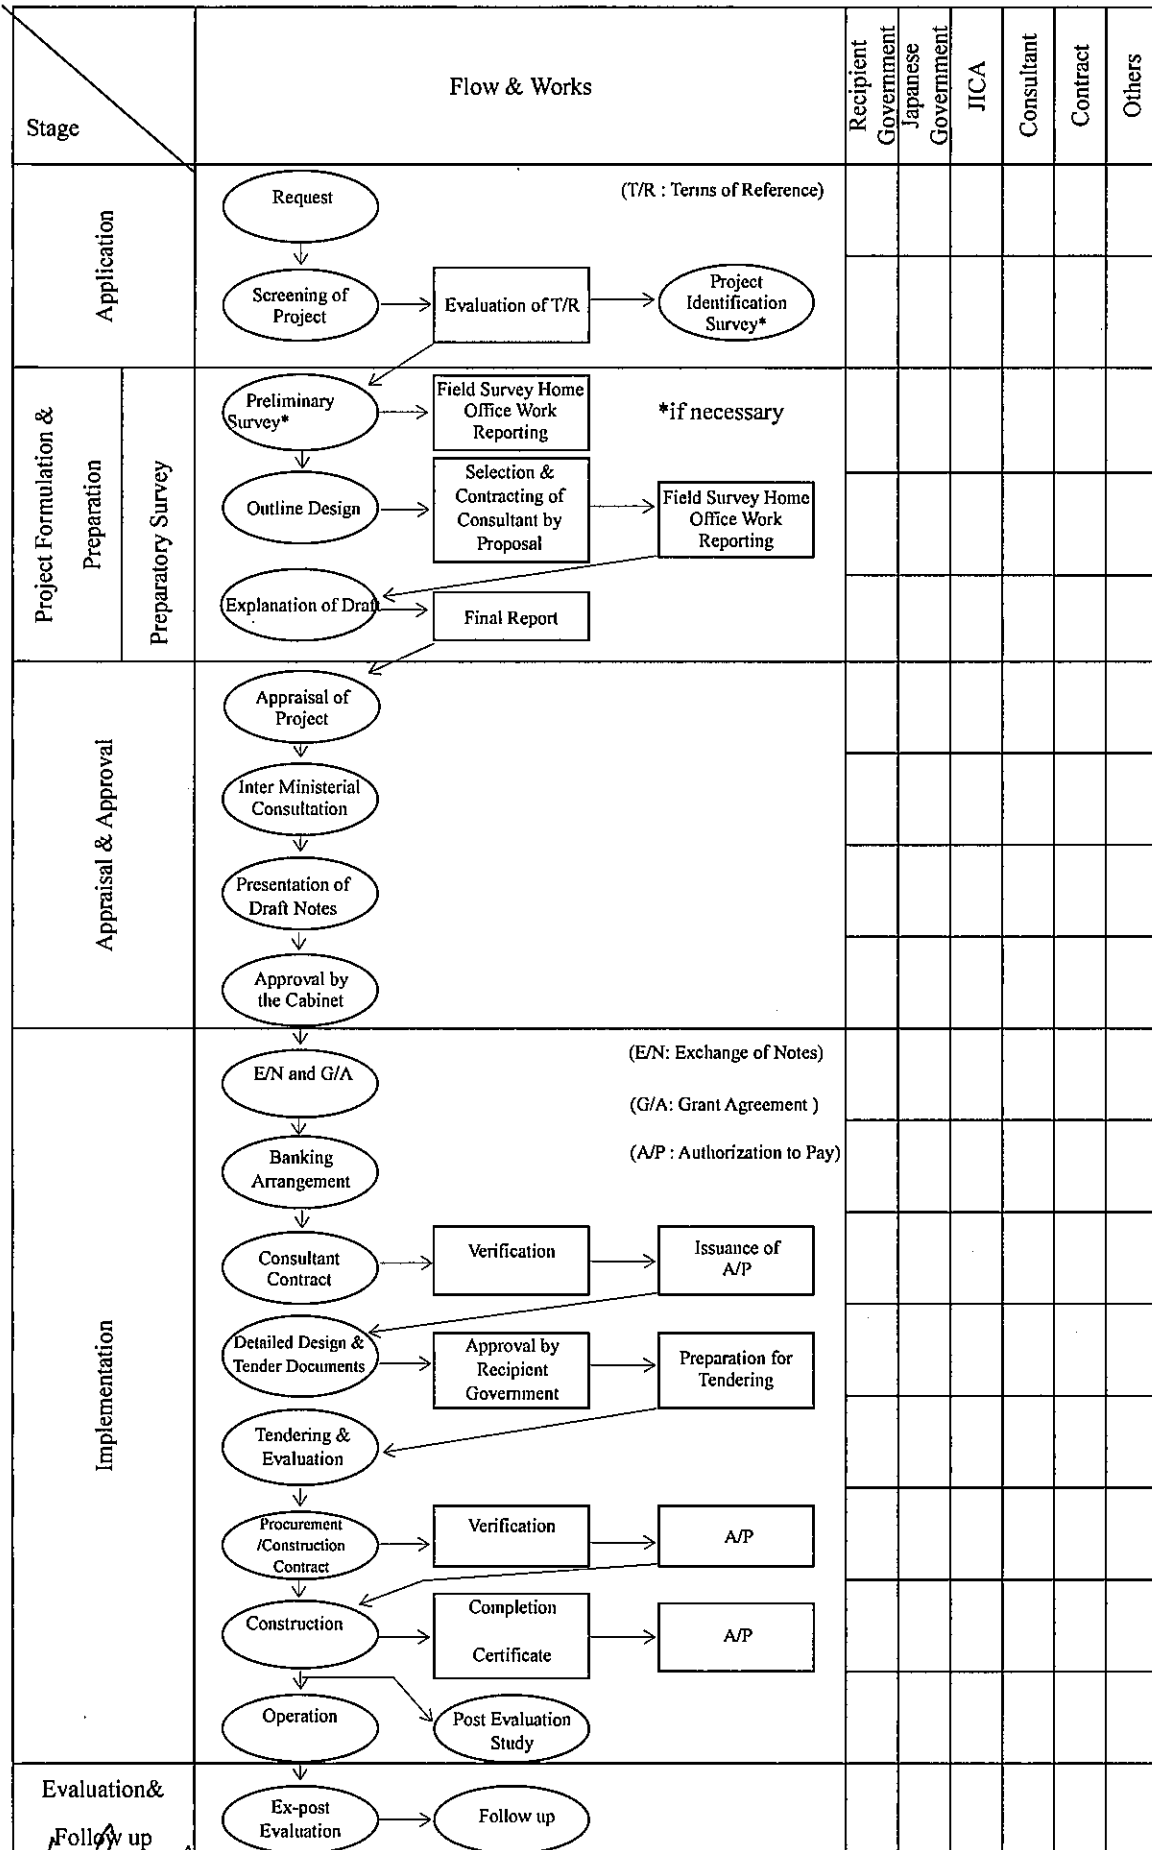 Stage
Flow & Works
Recipient
Government
Japanese
Government
JICA
Consultant
Contract
Others
Application
Request
(T/R : Terms of Reference)
Screening of
Project
Evaluation of T/R
Project
Identification
Survey*
Project Formulation &
Preparation
Preparatory Survey
Preliminary
Survey*
Field Survey Home
Office Work
Reporting
*if necessary
Outline Design
Selection &
Contracting of
Consultant by
Proposal
Field Survey Home
Office Work
Reporting
Explanation of Draft
Final Report
Appraisal & Approval
Appraisal of
Project
Inter Ministerial
Consultation
Presentation of
Draft Notes
Approval by
the Cabinet
Implementation
E/N and G/A
(E/N: Exchange of Notes)
(G/A: Grant Agreement )
(A/P : Authorization to Pay)
Banking
Arrangement
Consultant
Contract
Verification
Issuance of
A/P
Detailed Design &
Tender Documents
Approval by
Recipient
Government
Preparation for
Tendering
Tendering &
Evaluation
Procurement
/Construction
Contract
Verification
A/P
Construction
Completion
Certificate
A/P
Operation
Post Evaluation
Study
Evaluation&
Follow up
Ex-post
Evaluation
Follow up